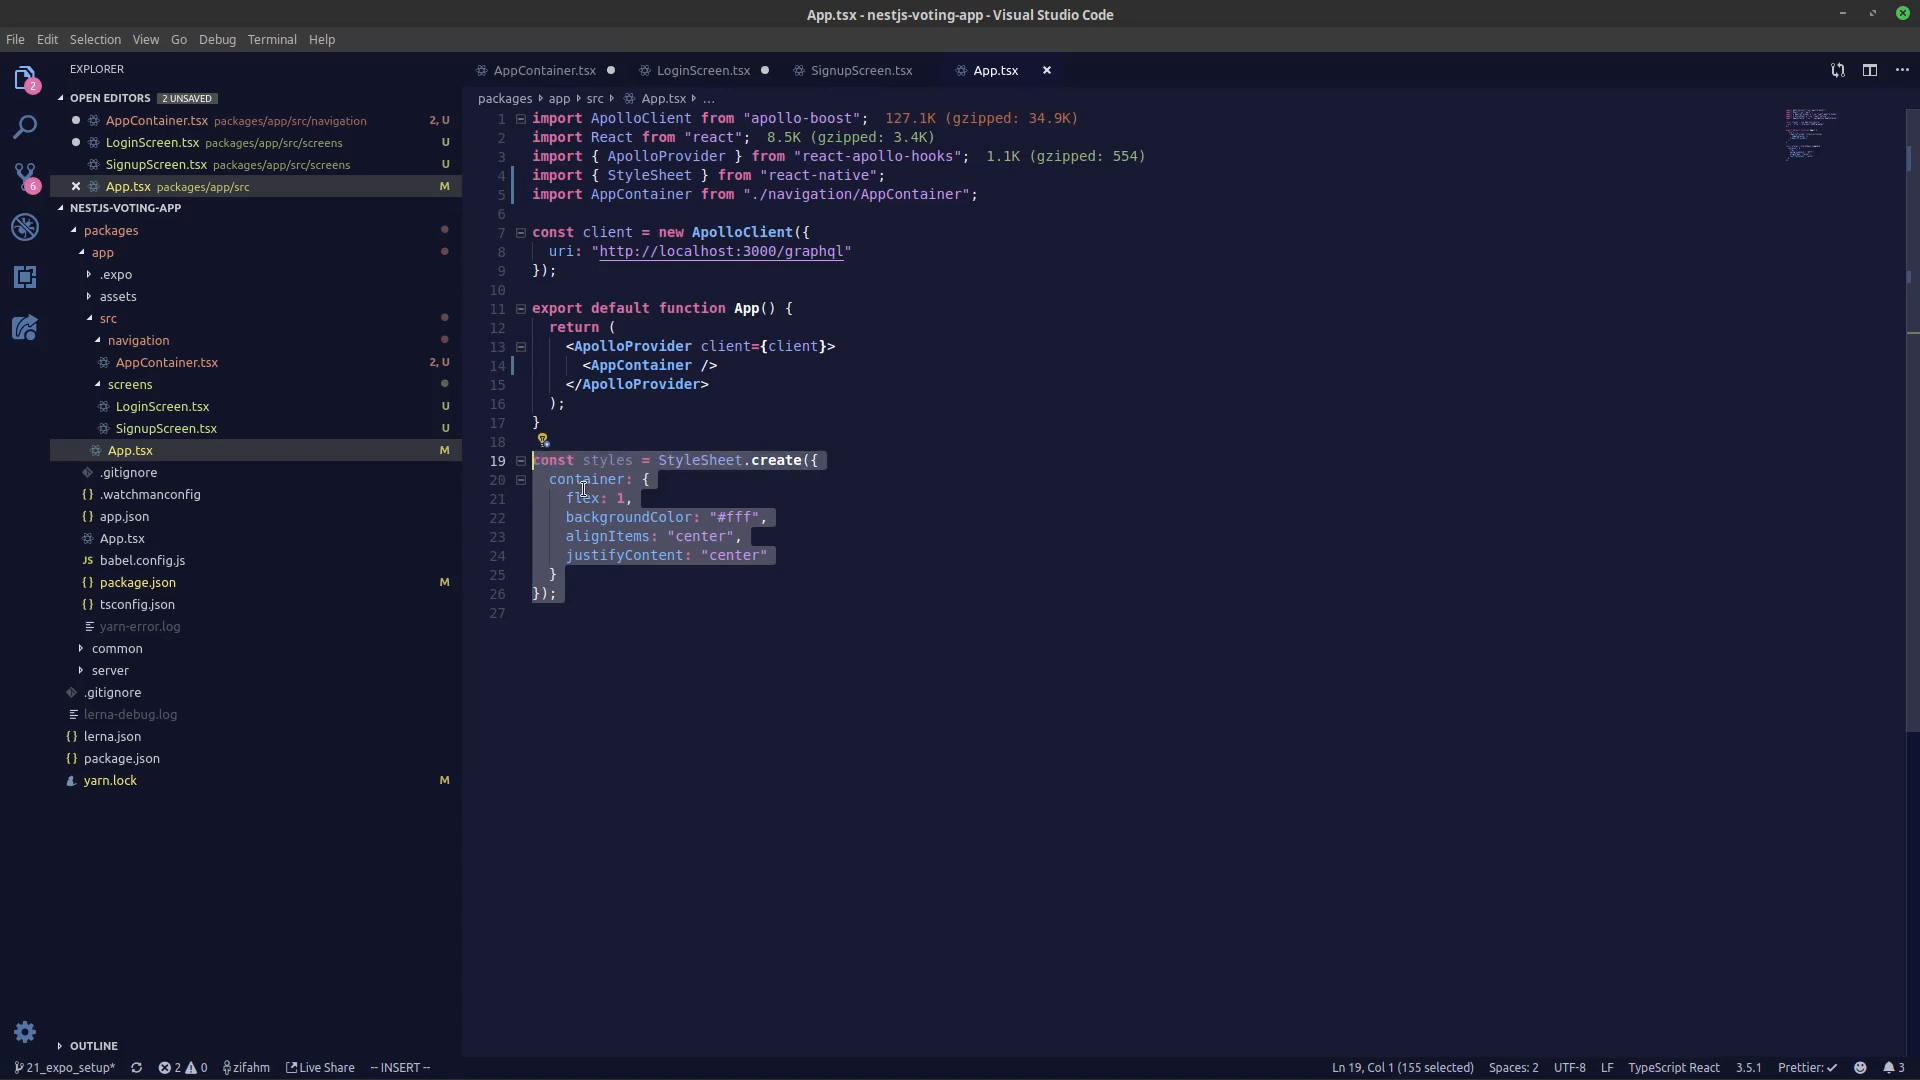 App.tsx - nestjs-voting-app - Visual Studio Code
File Edit Selection View Go Debug Terminal Help
EXPLORER
OPEN EDITORS 2 UNSAVED
AppContainer.tsx packages/app/src/navigation 2, U
LoginScreen.tsx packages/app/src/screens U
SignupScreen.tsx packages/app/src/screens U
App.tsx packages/app/src M
NESTJS-VOTING-APP
packages
app
.expo
assets
src
navigation
AppContainer.tsx 2, U
screens
LoginScreen.tsx U
SignupScreen.tsx U
App.tsx M
.gitignore
.watchmanconfig
app.json
App.tsx
babel.config.js
package.json M
tsconfig.json
yarn-error.log
common
server
.gitignore
lerna-debug.log
lerna.json
package.json
yarn.lock M
OUTLINE
2
6
AppContainer.tsx LoginScreen.tsx SignupScreen.tsx App.tsx
packages app src App.tsx ...
1 import ApolloClient from "apollo-boost"; 127.1K (gzipped: 34.9K)
2 import React from "react"; 8.5K (gzipped: 3.4K)
3 import { ApolloProvider } from "react-apollo-hooks"; 1.1K (gzipped: 554)
4 import { StyleSheet } from "react-native";
5 import AppContainer from "./navigation/AppContainer";
6
7 const client = new ApolloClient({
8 uri: "http://localhost:3000/graphql"
9 });
10
11 export default function App() {
12 return (
13 <ApolloProvider client={client}>
14 <AppContainer />
15 </ApolloProvider>
16 );
17 }
18
19 const styles = StyleSheet.create({
20 container: {
21 flex: 1,
22 backgroundColor: "#fff",
23 alignItems: "center",
24 justifyContent: "center"
25 }
26 });
27
21_expo_setup* 2 0 zifahm Live Share -- INSERT -- Ln 19, Col 1 (155 selected) Spaces: 2 UTF-8 LF TypeScript React 3.5.1 Prettier: ✓ 3